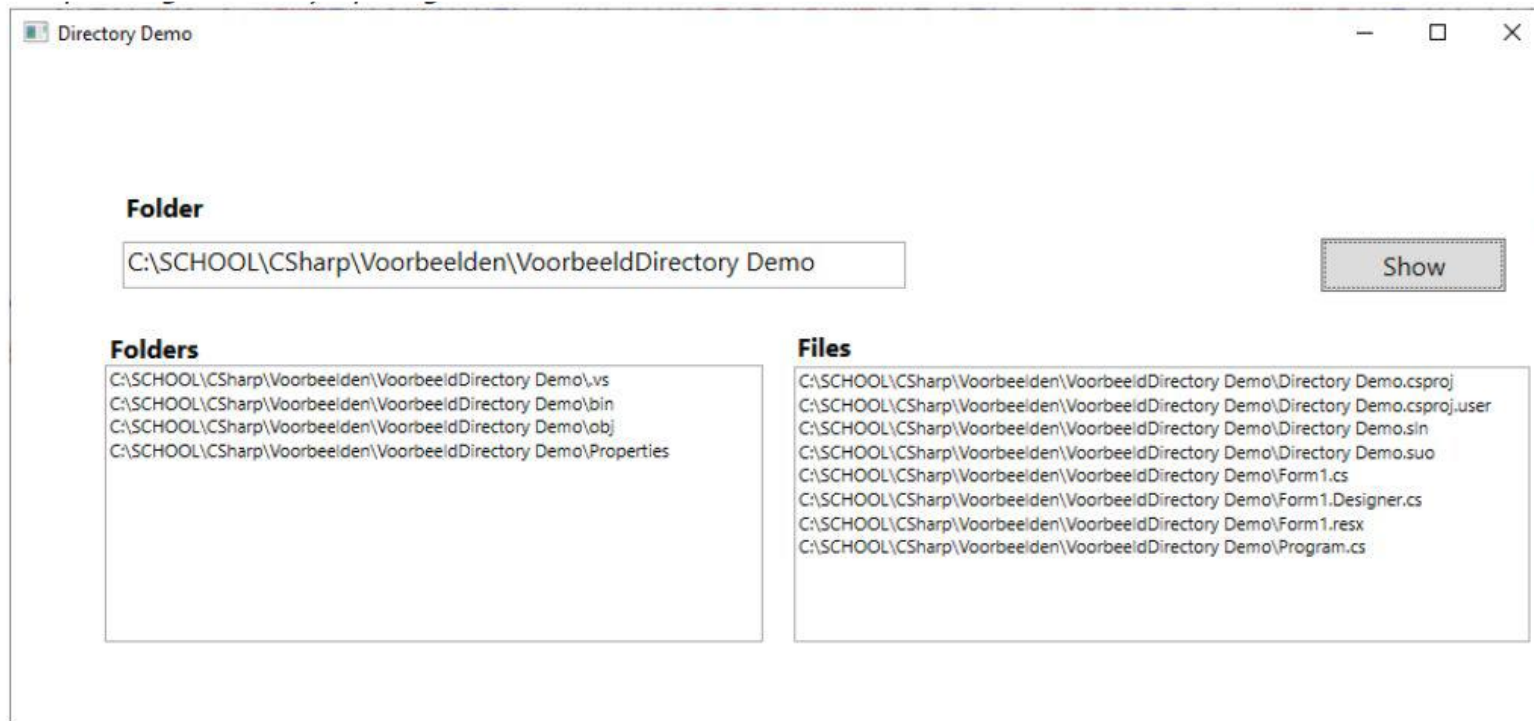 Directory Demo
Folder
C:\SCHOOL\CSharp\Voorbeelden\VoorbeeldDirectory Demo
Show
Folders
C:\SCHOOL\CSharp\Voorbeelden\VoorbeeldDirectory Demo\.vs
C:\SCHOOL\CSharp\Voorbeelden\VoorbeeldDirectory Demo\bin
C:\SCHOOL\CSharp\Voorbeelden\VoorbeeldDirectory Demo\obj
C:\SCHOOL\CSharp\Voorbeelden\VoorbeeldDirectory Demo\Properties
Files
C:\SCHOOL\CSharp\Voorbeelden\VoorbeeldDirectory Demo\Directory Demo.csproj
C:\SCHOOL\CSharp\Voorbeelden\VoorbeeldDirectory Demo\Directory Demo.csproj.user
C:\SCHOOL\CSharp\Voorbeelden\VoorbeeldDirectory Demo\Directory Demo.sln
C:\SCHOOL\CSharp\Voorbeelden\VoorbeeldDirectory Demo\Directory Demo.suo
C:\SCHOOL\CSharp\Voorbeelden\VoorbeeldDirectory Demo\Form1.cs
C:\SCHOOL\CSharp\Voorbeelden\VoorbeeldDirectory Demo\Form1.Designer.cs
C:\SCHOOL\CSharp\Voorbeelden\VoorbeeldDirectory Demo\Form1.resx
C:\SCHOOL\CSharp\Voorbeelden\VoorbeeldDirectory Demo\Program.cs